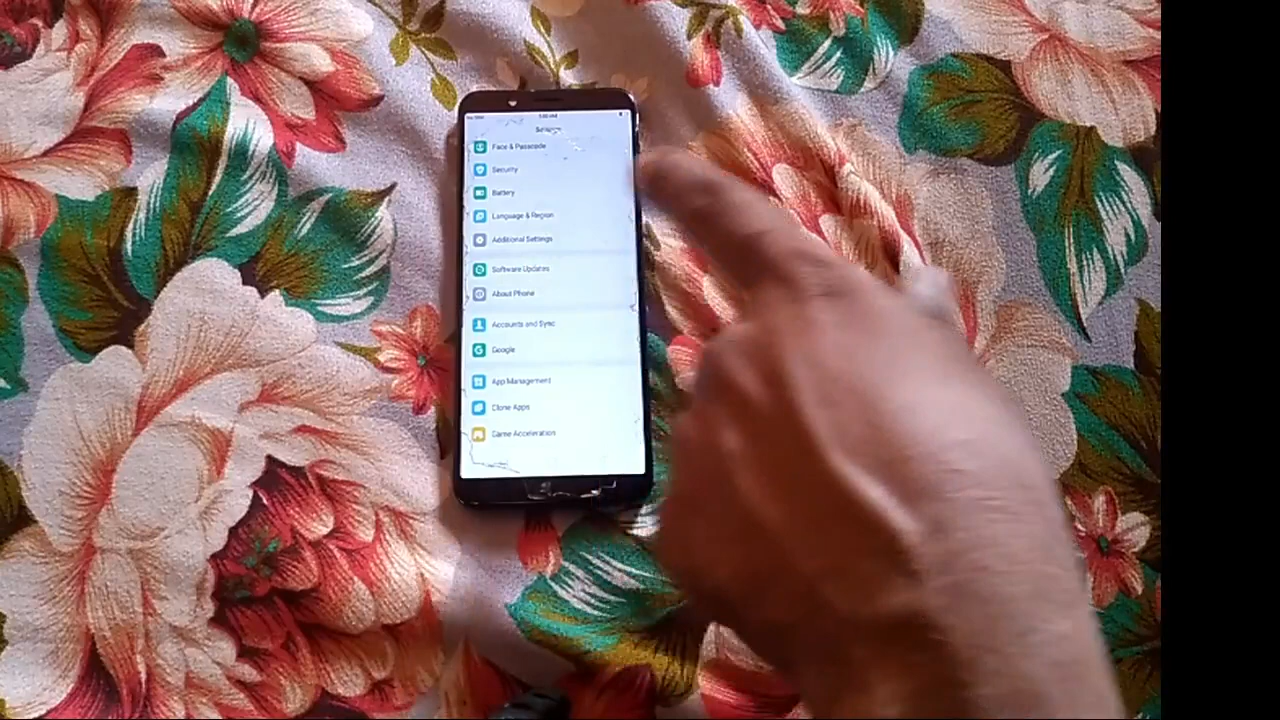 Settings
Face & Passcode
Security
Battery
Language & Region
Additional Settings
Software Updates
About Phone
Accounts and Sync
Google
App Management
Clone Apps
Game Acceleration